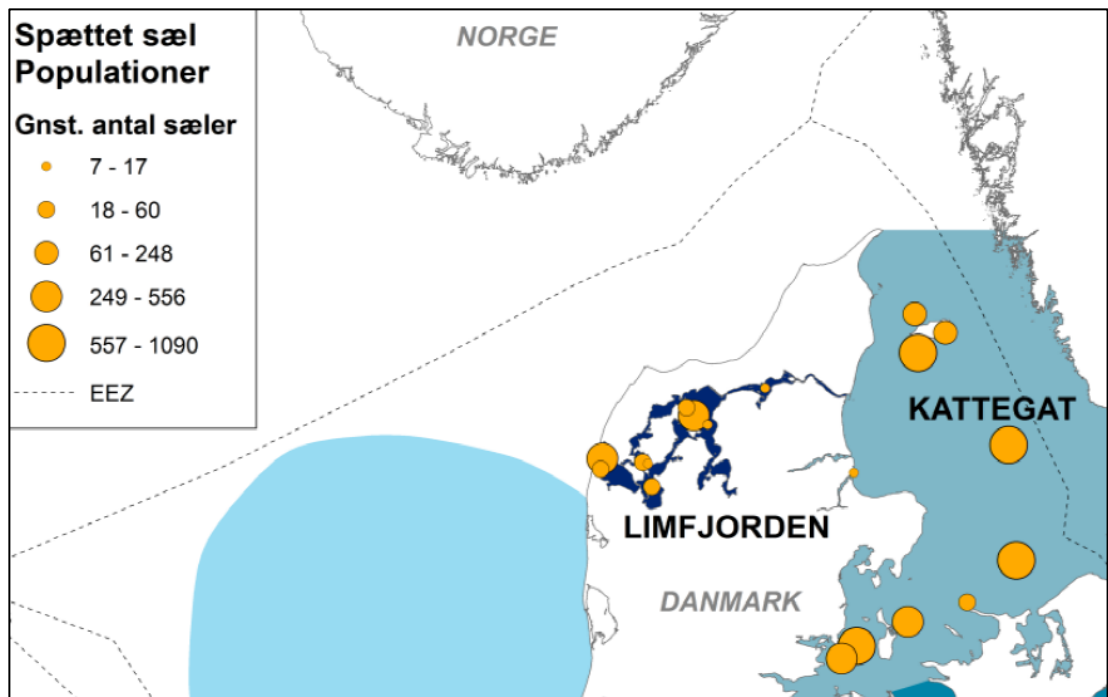 Spættet sæl
Populationer
Gnst. antal sæler
7 - 17
18 - 60
61 - 248
249 - 556
557 - 1090
EEZ
NORGE
KATTEGAT
LIMFJORDEN
DANMARK